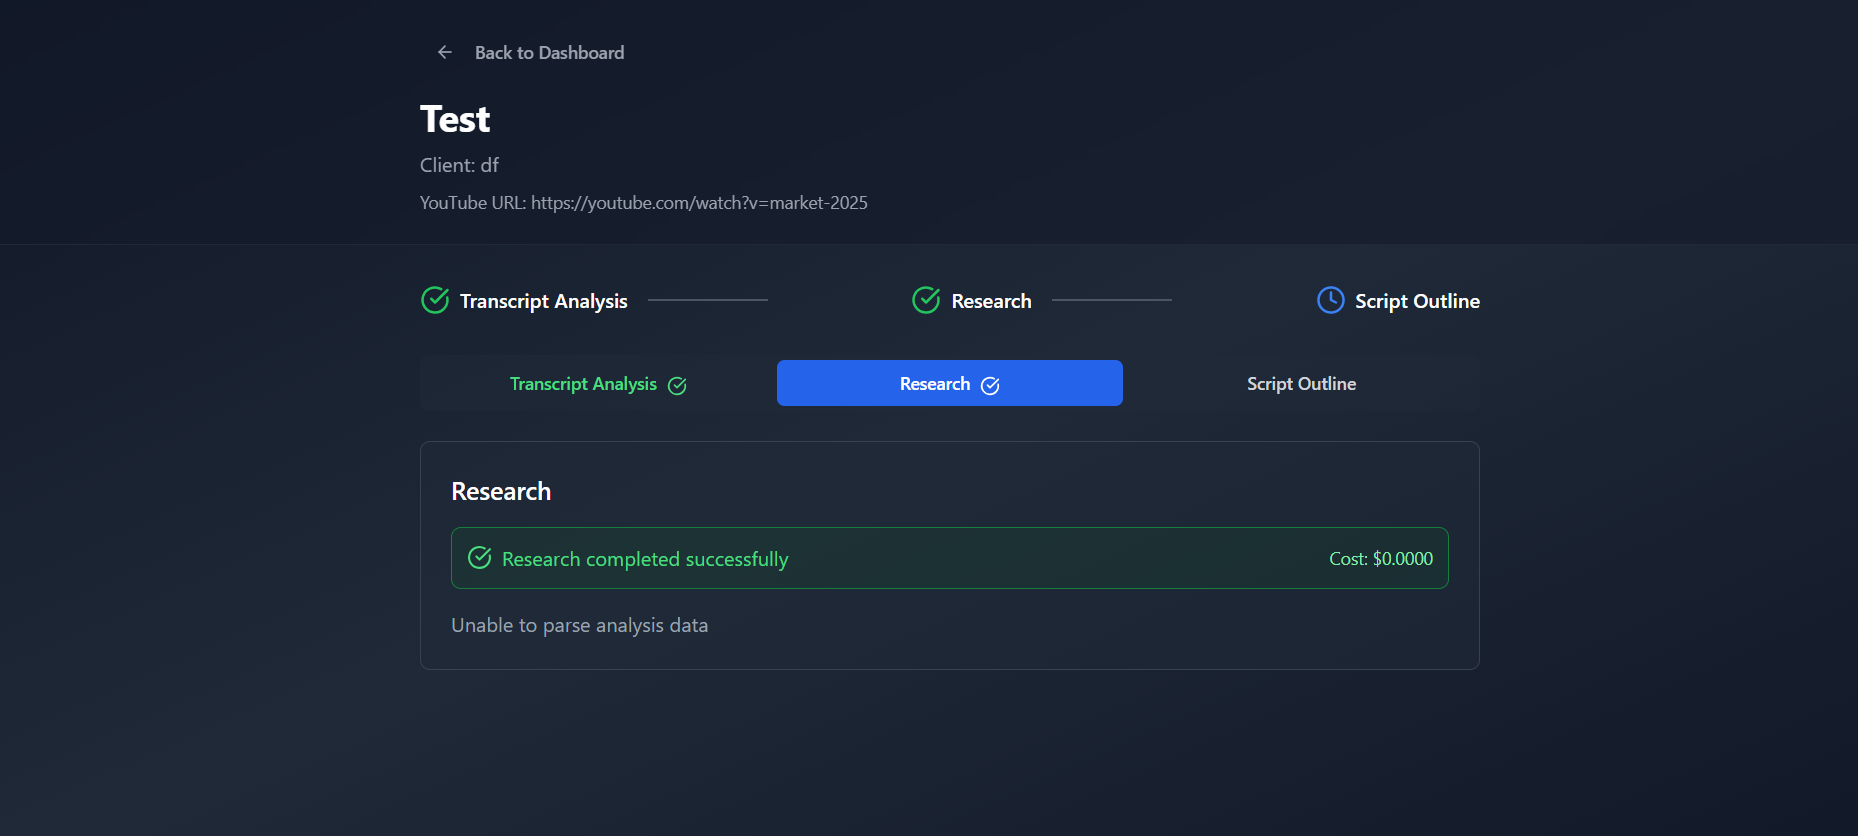 Back to Dashboard
Test
Client: df
YouTube URL: https://youtube.com/watch?v=market-2025
Transcript Analysis Research Script Outline
Transcript Analysis Research Script Outline
Research
Research completed successfully Cost: $0.0000
Unable to parse analysis data